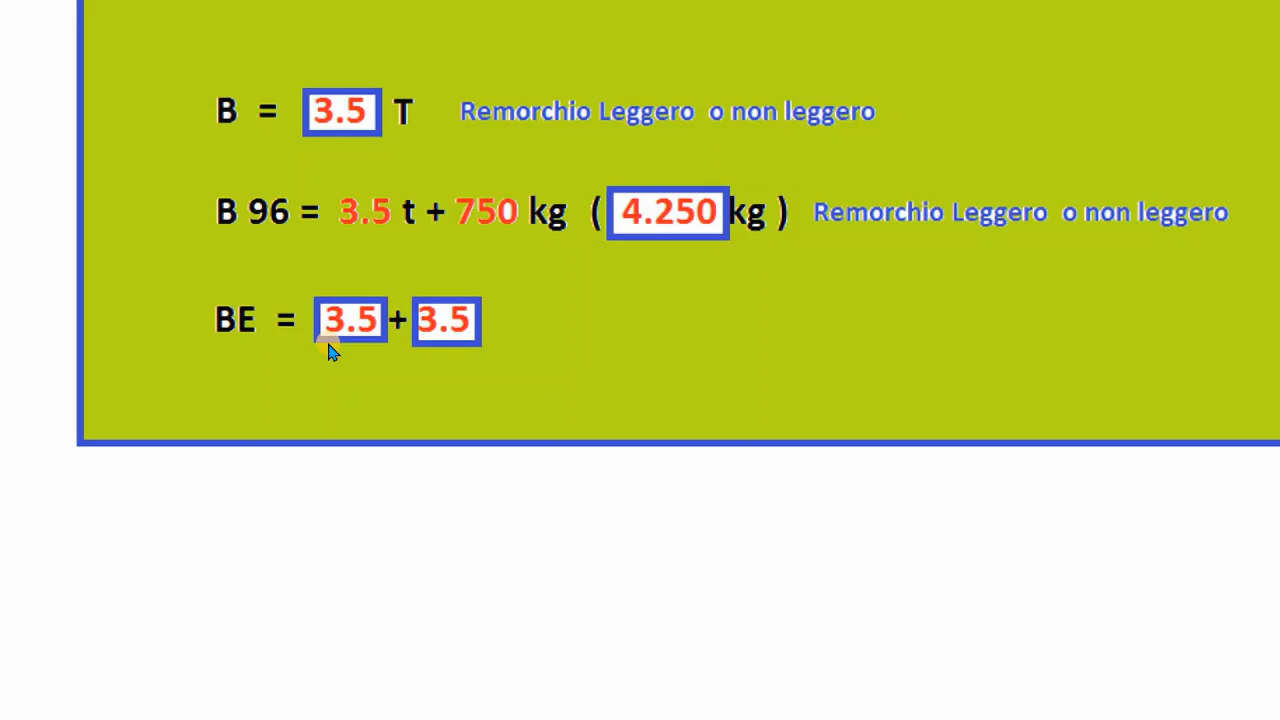 B = 3.5 T Remorchio Leggero o non leggero
B 96 = 3.5 t + 750 kg ( 4.250 kg ) Remorchio Leggero o non leggero
BE = 3.5 + 3.5